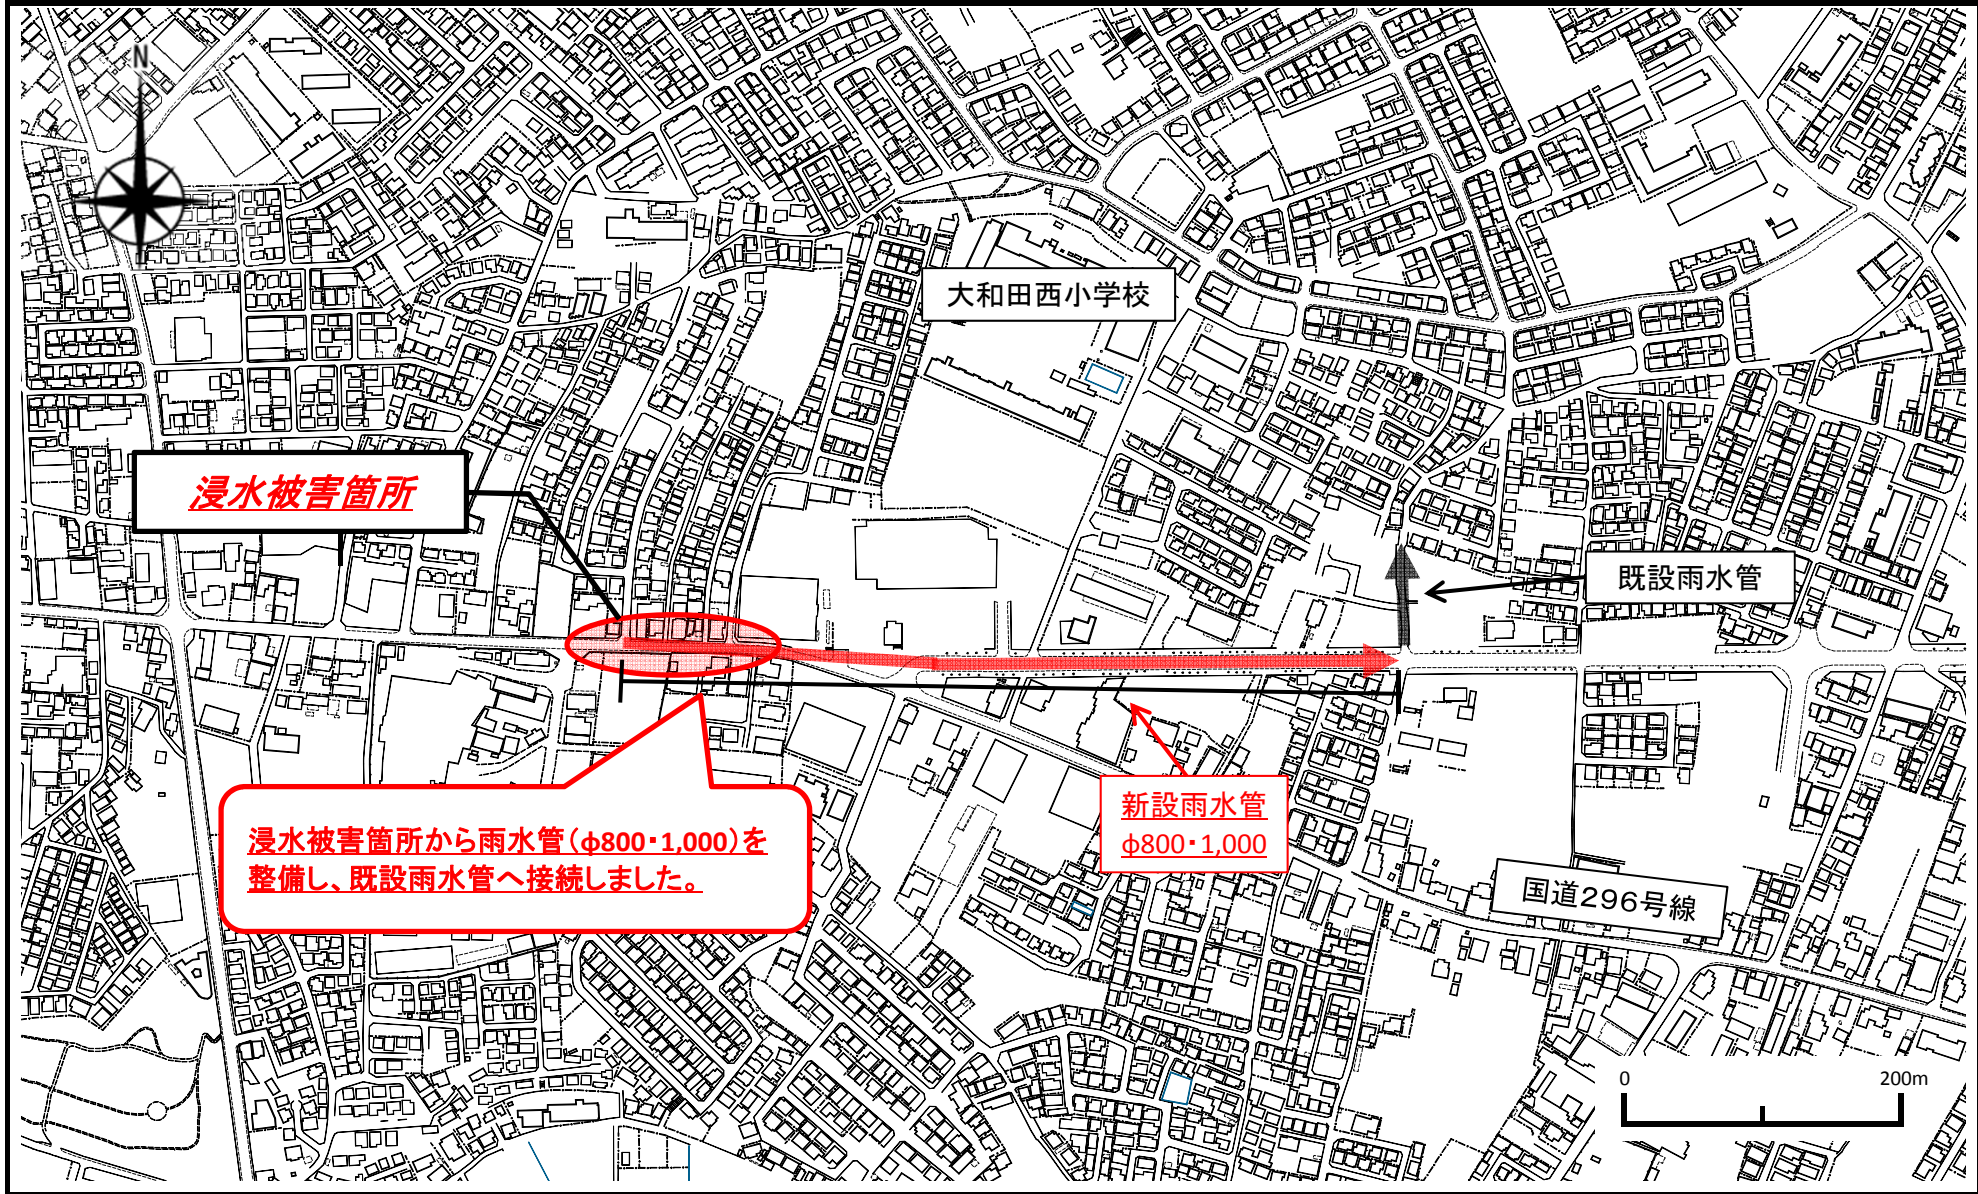 N
大和田西小学校
浸水被害箇所
既設雨水管
新設雨水管
φ800・1,000
浸水被害箇所から雨水管(φ800・1,000)を
整備し、既設雨水管へ接続しました。
国道296号線
0 200m